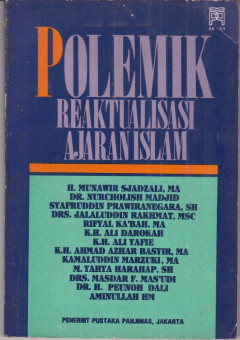 POLEMIK
REAKTUALISASI
AJARAN ISLAM
H. MUNAWIR SJADZALI, MA
DR. NURCHOLISH MADJID
SYAFRUDDIN PRAWIRANEGARA, SH
DRS. JALALUDDIN RAKHMAT, MSC
RIFYAL KA'BAH, MA
K.H. ALI DAROKAH
K.H. ALI YAFIE
K.H. AHMAD AZHAR BASYIR, MA
KAMALUDDIN MARZUKI, MA
M. YAHYA HARAHAP, SH
DRS. MASDAR F. MAS'UDI
DR. H. PEUNOH DALI
AMINULLAH HM
PENERBIT PUSTAKA PANJIMAS, JAKARTA